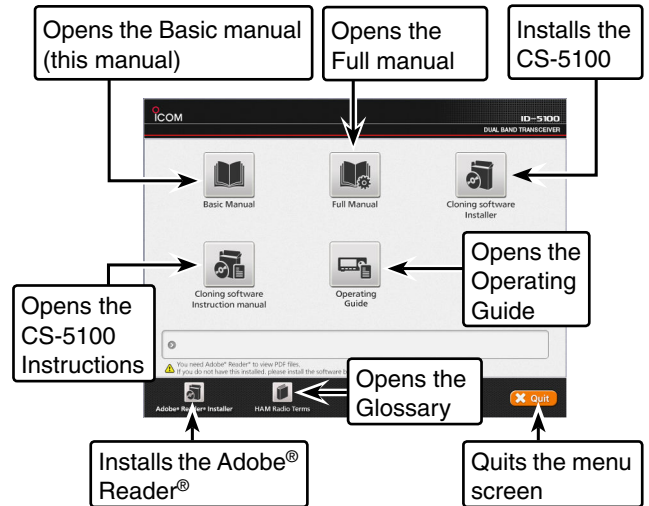 Opens the Basic manual
(this manual)
Opens the
Full manual
Installs the
CS-5100
ICOM
ID-5100
DUAL BAND TRANSCEIVER
Basic Manual
Full Manual
Cloning software
Installer
Cloning software
Instruction manual
Operating
Guide
Opens the
Operating
Guide
Opens the
CS-5100
Instructions
You need Adobe® Reader® to view PDF files.
If you do not have this installed, please install the software
Opens the
Glossary
Adobe® Reader® Installer
HAM Radio Terms
Quit
Installs the Adobe®
Reader®
Quits the menu
screen